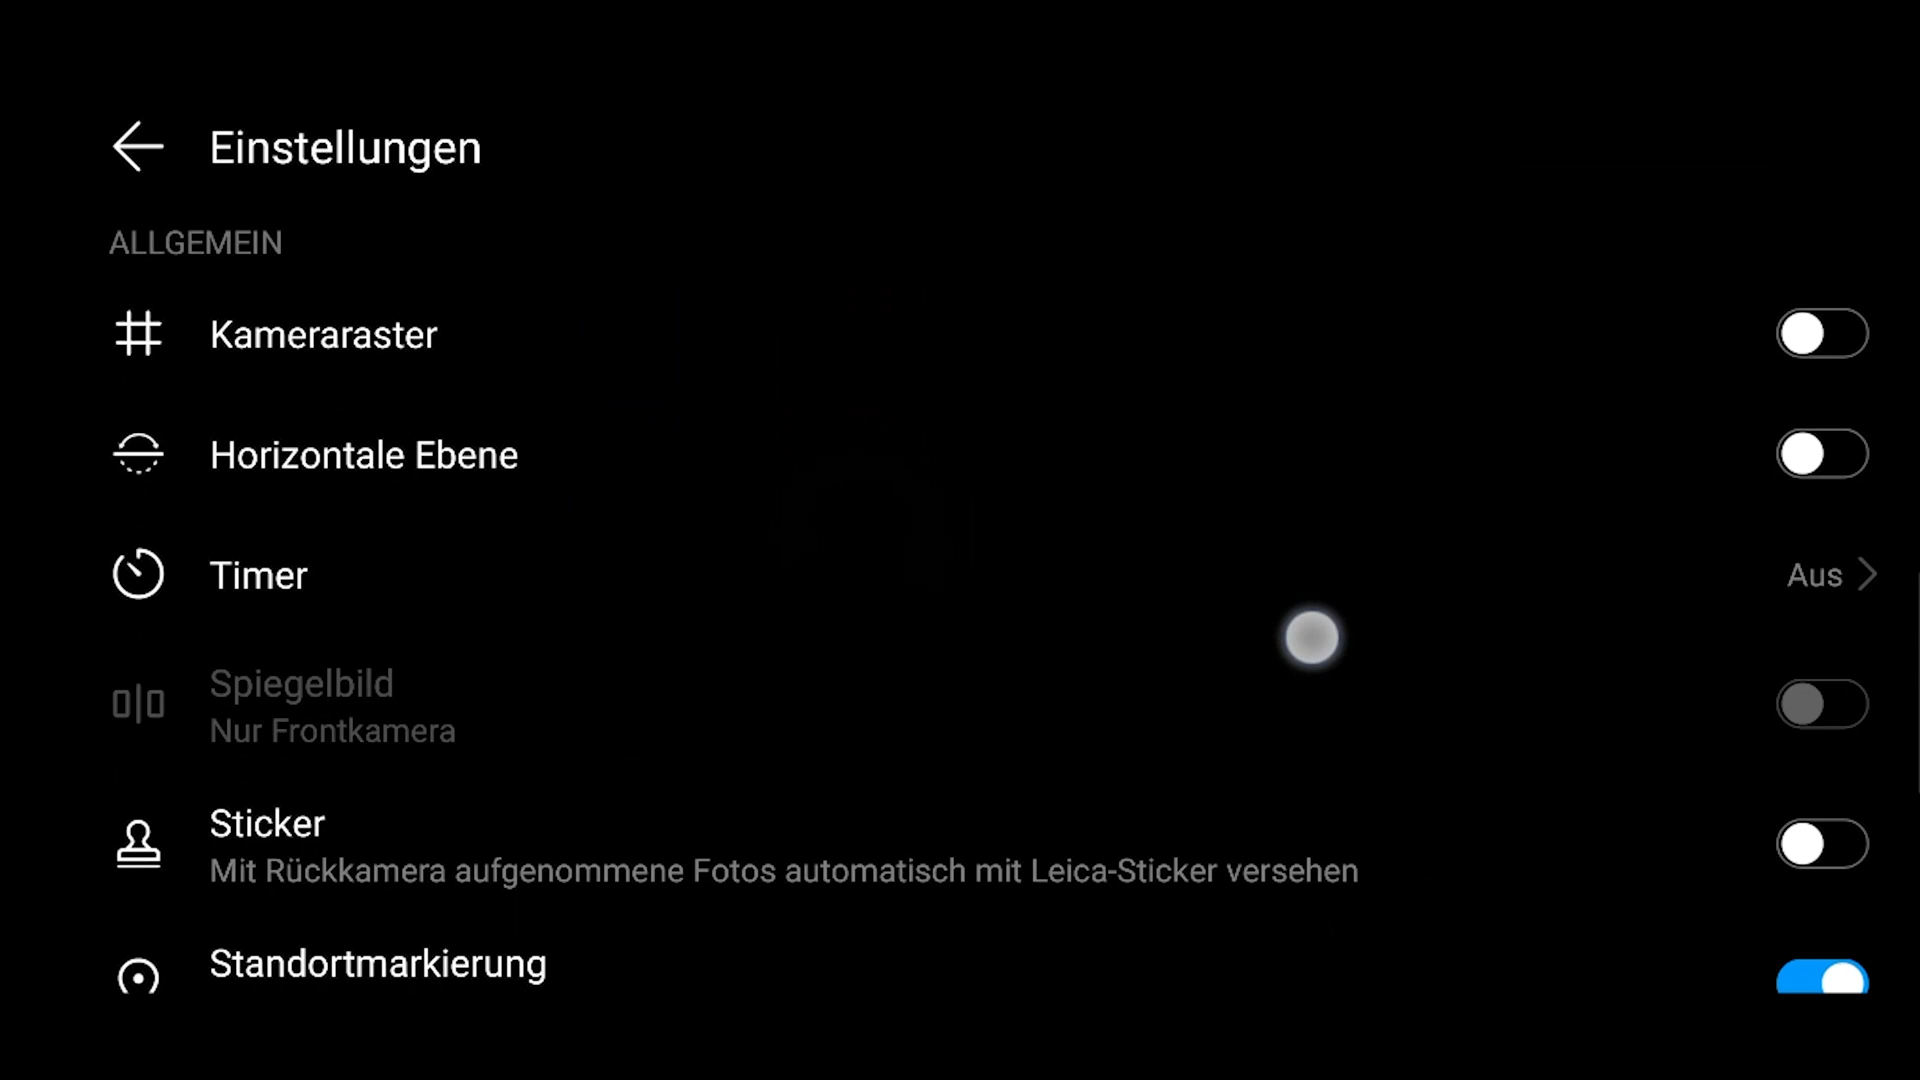 Einstellungen
ALLGEMEIN
Kameraraster
Horizontale Ebene
Timer
Aus
Spiegelbild
Nur Frontkamera
Sticker
Mit Rückkamera aufgenommene Fotos automatisch mit Leica-Sticker versehen
Standortmarkierung